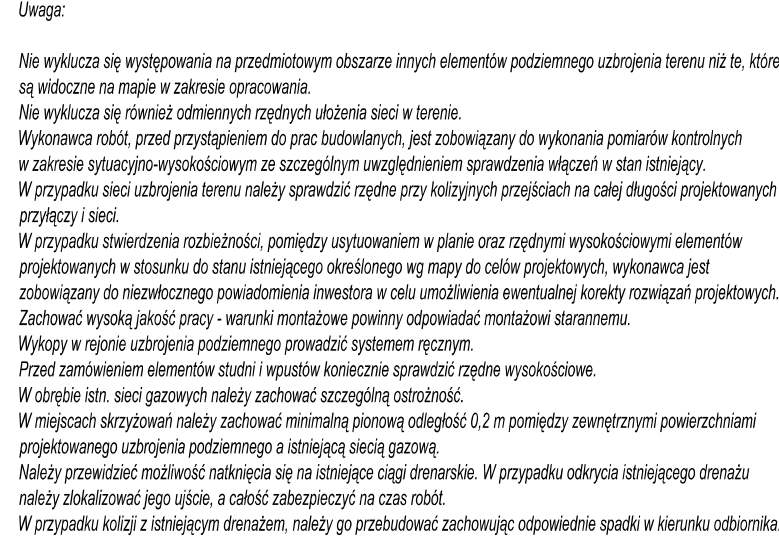 Uwaga:
Nie wyklucza się występowania na przedmiotowym obszarze innych elementów podziemnego uzbrojenia terenu niż te, które
są widoczne na mapie w zakresie opracowania.
Nie wyklucza się również odmiennych rzędnych ułożenia sieci w terenie.
Wykonawca robót, przed przystąpieniem do prac budowlanych, jest zobowiązany do wykonania pomiarów kontrolnych
w zakresie sytuacyjno-wysokościowym ze szczególnym uwzględnieniem sprawdzenia włączeń w stan istniejący.
W przypadku sieci uzbrojenia terenu należy sprawdzić rzędne przy kolizyjnych przejściach na całej długości projektowanych
przyłączy i sieci.
W przypadku stwierdzenia rozbieżności, pomiędzy usytuowaniem w planie oraz rzędnymi wysokościowymi elementów
projektowanych w stosunku do stanu istniejącego określonego wg mapy do celów projektowych, wykonawca jest
zobowiązany do niezwłocznego powiadomienia inwestora w celu umożliwienia ewentualnej korekty rozwiązań projektowych.
Zachować wysoką jakość pracy - warunki montażowe powinny odpowiadać montażowi starannemu.
Wykopy w rejonie uzbrojenia podziemnego prowadzić systemem ręcznym.
Przed zamówieniem elementów studni i wpustów koniecznie sprawdzić rzędne wysokościowe.
W obrębie istn. sieci gazowych należy zachować szczególną ostrożność.
W miejscach skrzyżowań należy zachować minimalną pionową odległość 0,2 m pomiędzy zewnętrznymi powierzchniami
projektowanego uzbrojenia podziemnego a istniejącą siecią gazową.
Należy przewidzieć możliwość natknięcia się na istniejące ciągi drenarskie. W przypadku odkrycia istniejącego drenażu
należy zlokalizować jego ujście, a całość zabezpieczyć na czas robót.
W przypadku kolizji z istniejącym drenażem, należy go przebudować zachowując odpowiednie spadki w kierunku odbiornika.